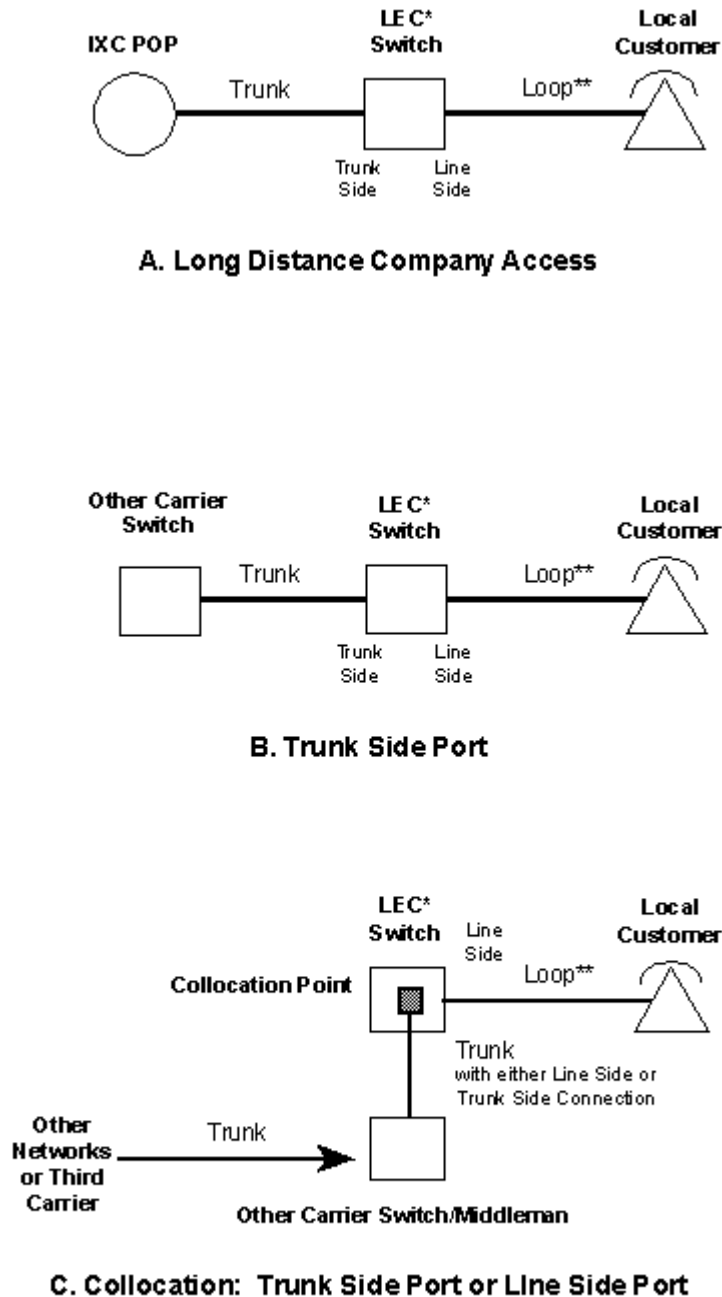 LEC*
Switch
Local
Customer
IXC POP
Trunk
Loop**
Trunk
Side
Line
Side
A. Long Distance Company Access
Other Carrier
Switch
LEC*
Switch
Local
Customer
Trunk
Loop**
Trunk
Side
Line
Side
B. Trunk Side Port
LEC*
Switch
Line
Side
Local
Customer
Collocation Point
Loop**
Trunk
with either Line Side or
Trunk Side Connection
Other
Networks
or Third
Carrier
Trunk
Other Carrier Switch/Middleman
C. Collocation: Trunk Side Port or Line Side Port